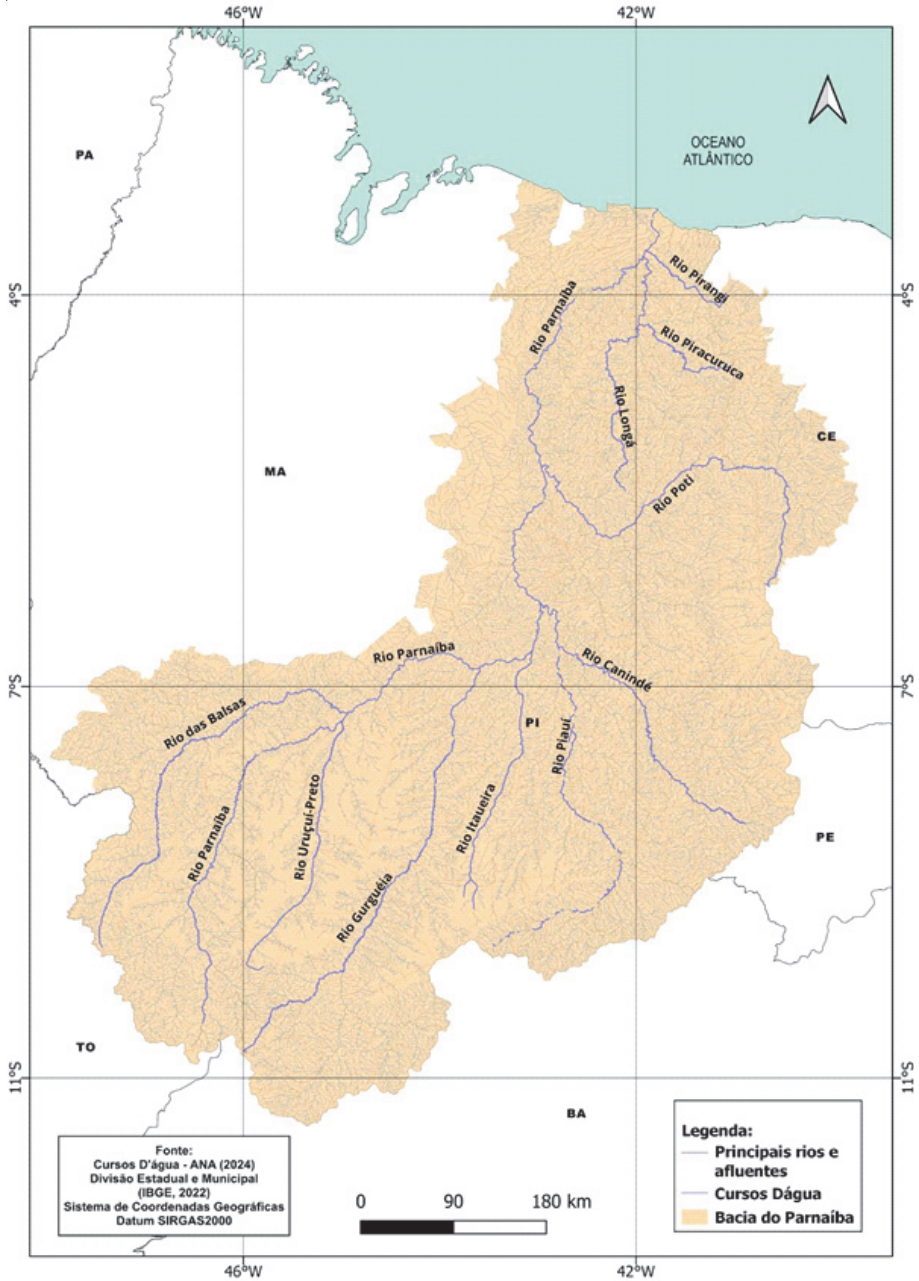 46°W
42°W
PA
OCEANO
ATLÂNTICO
4°S
4°S
Rio Pirangi
Rio Parnaíba
Rio Piracuruca
Rio Longá
CE
MA
Rio Poti
Rio Parnaíba
Rio Canindé
7°S
7°S
Rio das Balsas
PI
Rio Piauí
Rio Uruçuí-Preto
Rio Parnaíba
Rio Itaueira
PE
Rio Gurguéia
TO
11°S
11°S
BA
Fonte:
Cursos D'água - ANA (2024)
Divisão Estadual e Municipal
(IBGE, 2022)
Sistema de Coordenadas Geográficas
Datum SIRGAS2000
0 90 180 km
Legenda:
Principais rios e
afluentes
Cursos Dágua
Bacia do Parnaíba
46°W
42°W